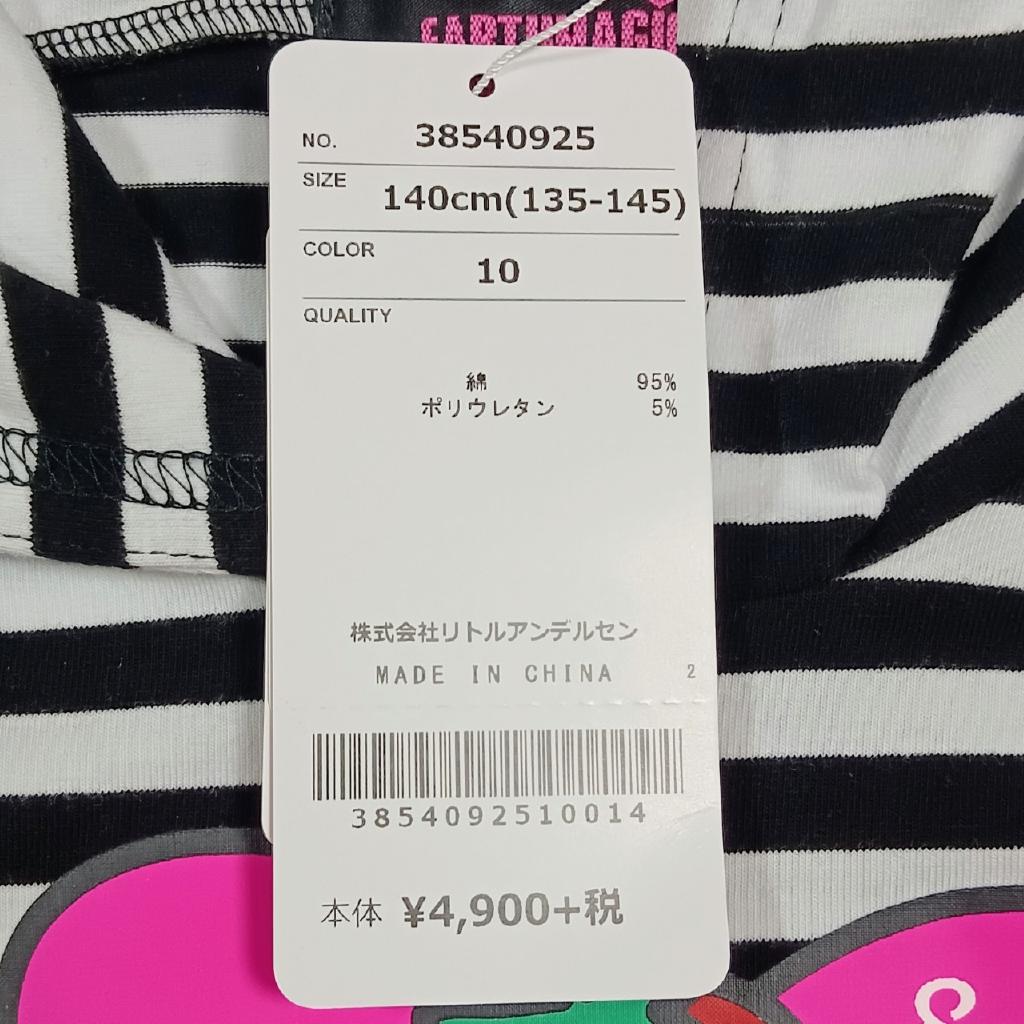 EARTHMAGIC
NO. 38540925
SIZE 140cm(135-145)
COLOR 10
QUALITY
綿 95%
ポリウレタン 5%
株式会社リトルアンデルセン
MADE IN CHINA 2
3854092510014
本体 ¥4,900+税